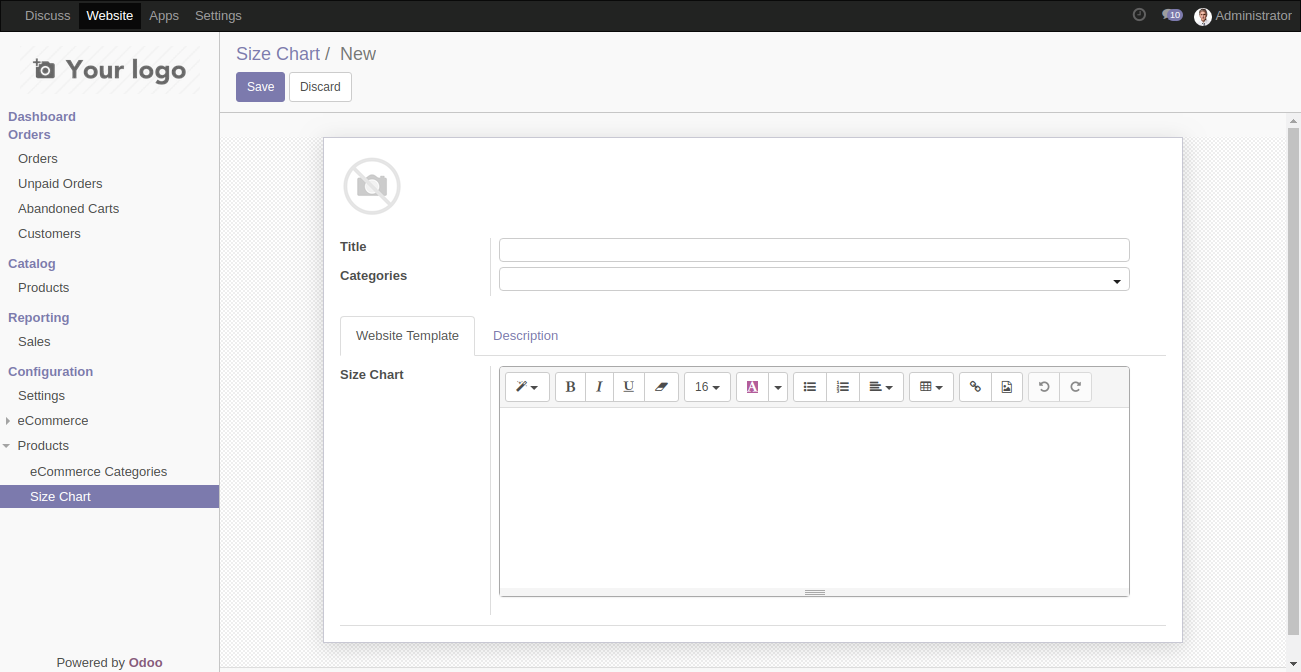 Discuss Website Apps Settings 10 Administrator
Your logo
Dashboard
Orders
Orders
Unpaid Orders
Abandoned Carts
Customers
Catalog
Products
Reporting
Sales
Configuration
Settings
eCommerce
Products
eCommerce Categories
Size Chart
Powered by Odoo
Size Chart / New
Save Discard
Title
Categories
Website Template Description
Size Chart
B I U 16 A